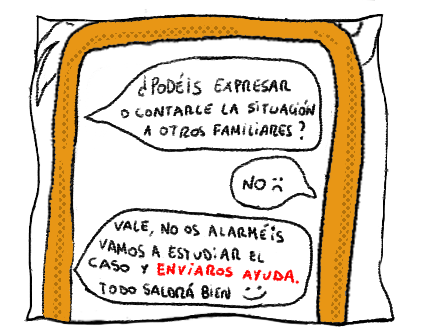 ¿PODÉIS EXPRESAR
O CONTARLE LA SITUACIÓN
A OTROS FAMILIARES?
NO :(
VALE, NO OS ALARMÉIS
VAMOS A ESTUDIAR EL
CASO Y ENVIAROS AYUDA.
TODO SALDRÁ BIEN :)